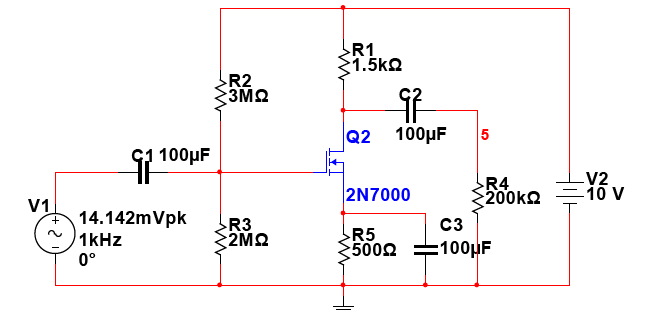 R1
1.5kΩ
R2
3MΩ
C2
100µF
5
Q2
C1 100µF
2N7000
R4
200kΩ
V2
10 V
V1
14.142mVpk
1kHz
0°
R3
2MΩ
R5
500Ω
C3
100µF